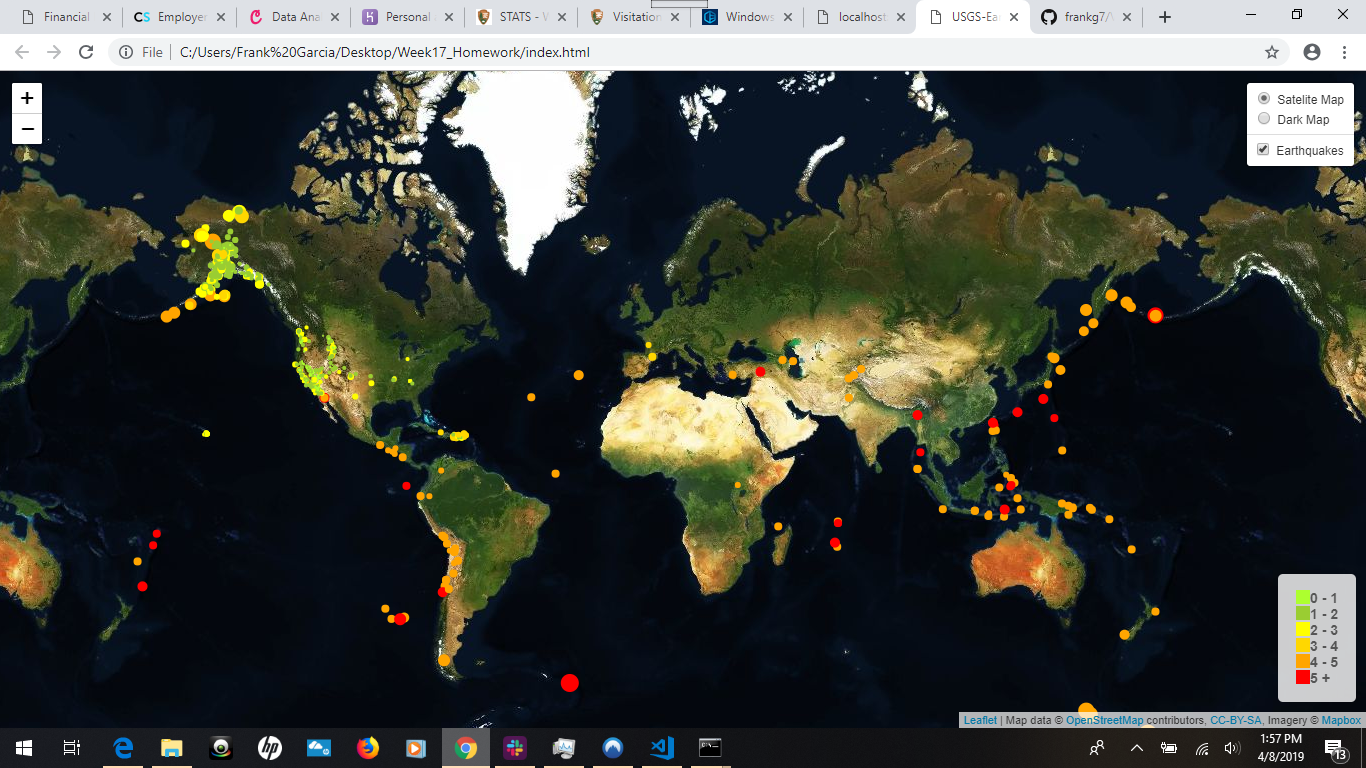 Financial
CS Employer
Data Ana
Personal
STATS - W
Visitation
Windows
localhost
USGS-Ea
frankg7/
File
C:/Users/Frank%20Garcia/Desktop/Week17_Homework/index.html
+
−
Satelite Map
Dark Map
Earthquakes
0 - 1
1 - 2
2 - 3
3 - 4
4 - 5
5 +
Leaflet | Map data © OpenStreetMap contributors, CC-BY-SA, Imagery © Mapbox
hp
1:57 PM
4/8/2019
13